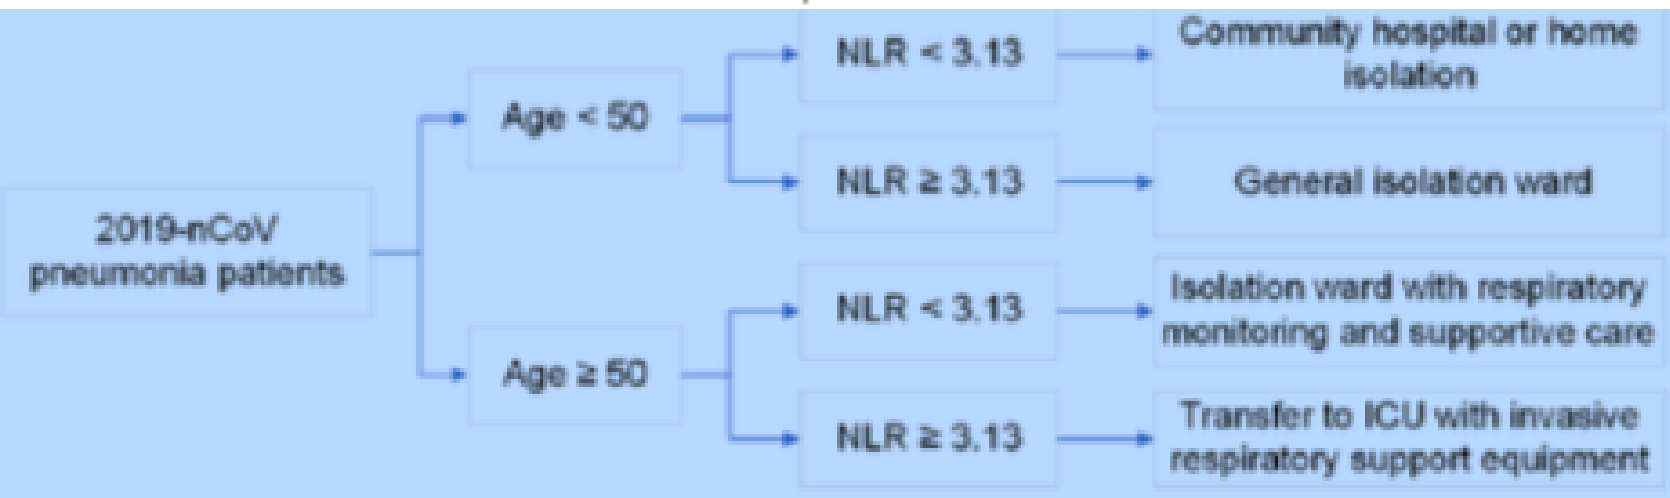 2019-nCoV
pneumonia patients
Age < 50
Age ≥ 50
NLR < 3.13
NLR ≥ 3.13
NLR < 3.13
NLR ≥ 3.13
Community hospital or home
isolation
General isolation ward
Isolation ward with respiratory
monitoring and supportive care
Transfer to ICU with invasive
respiratory support equipment